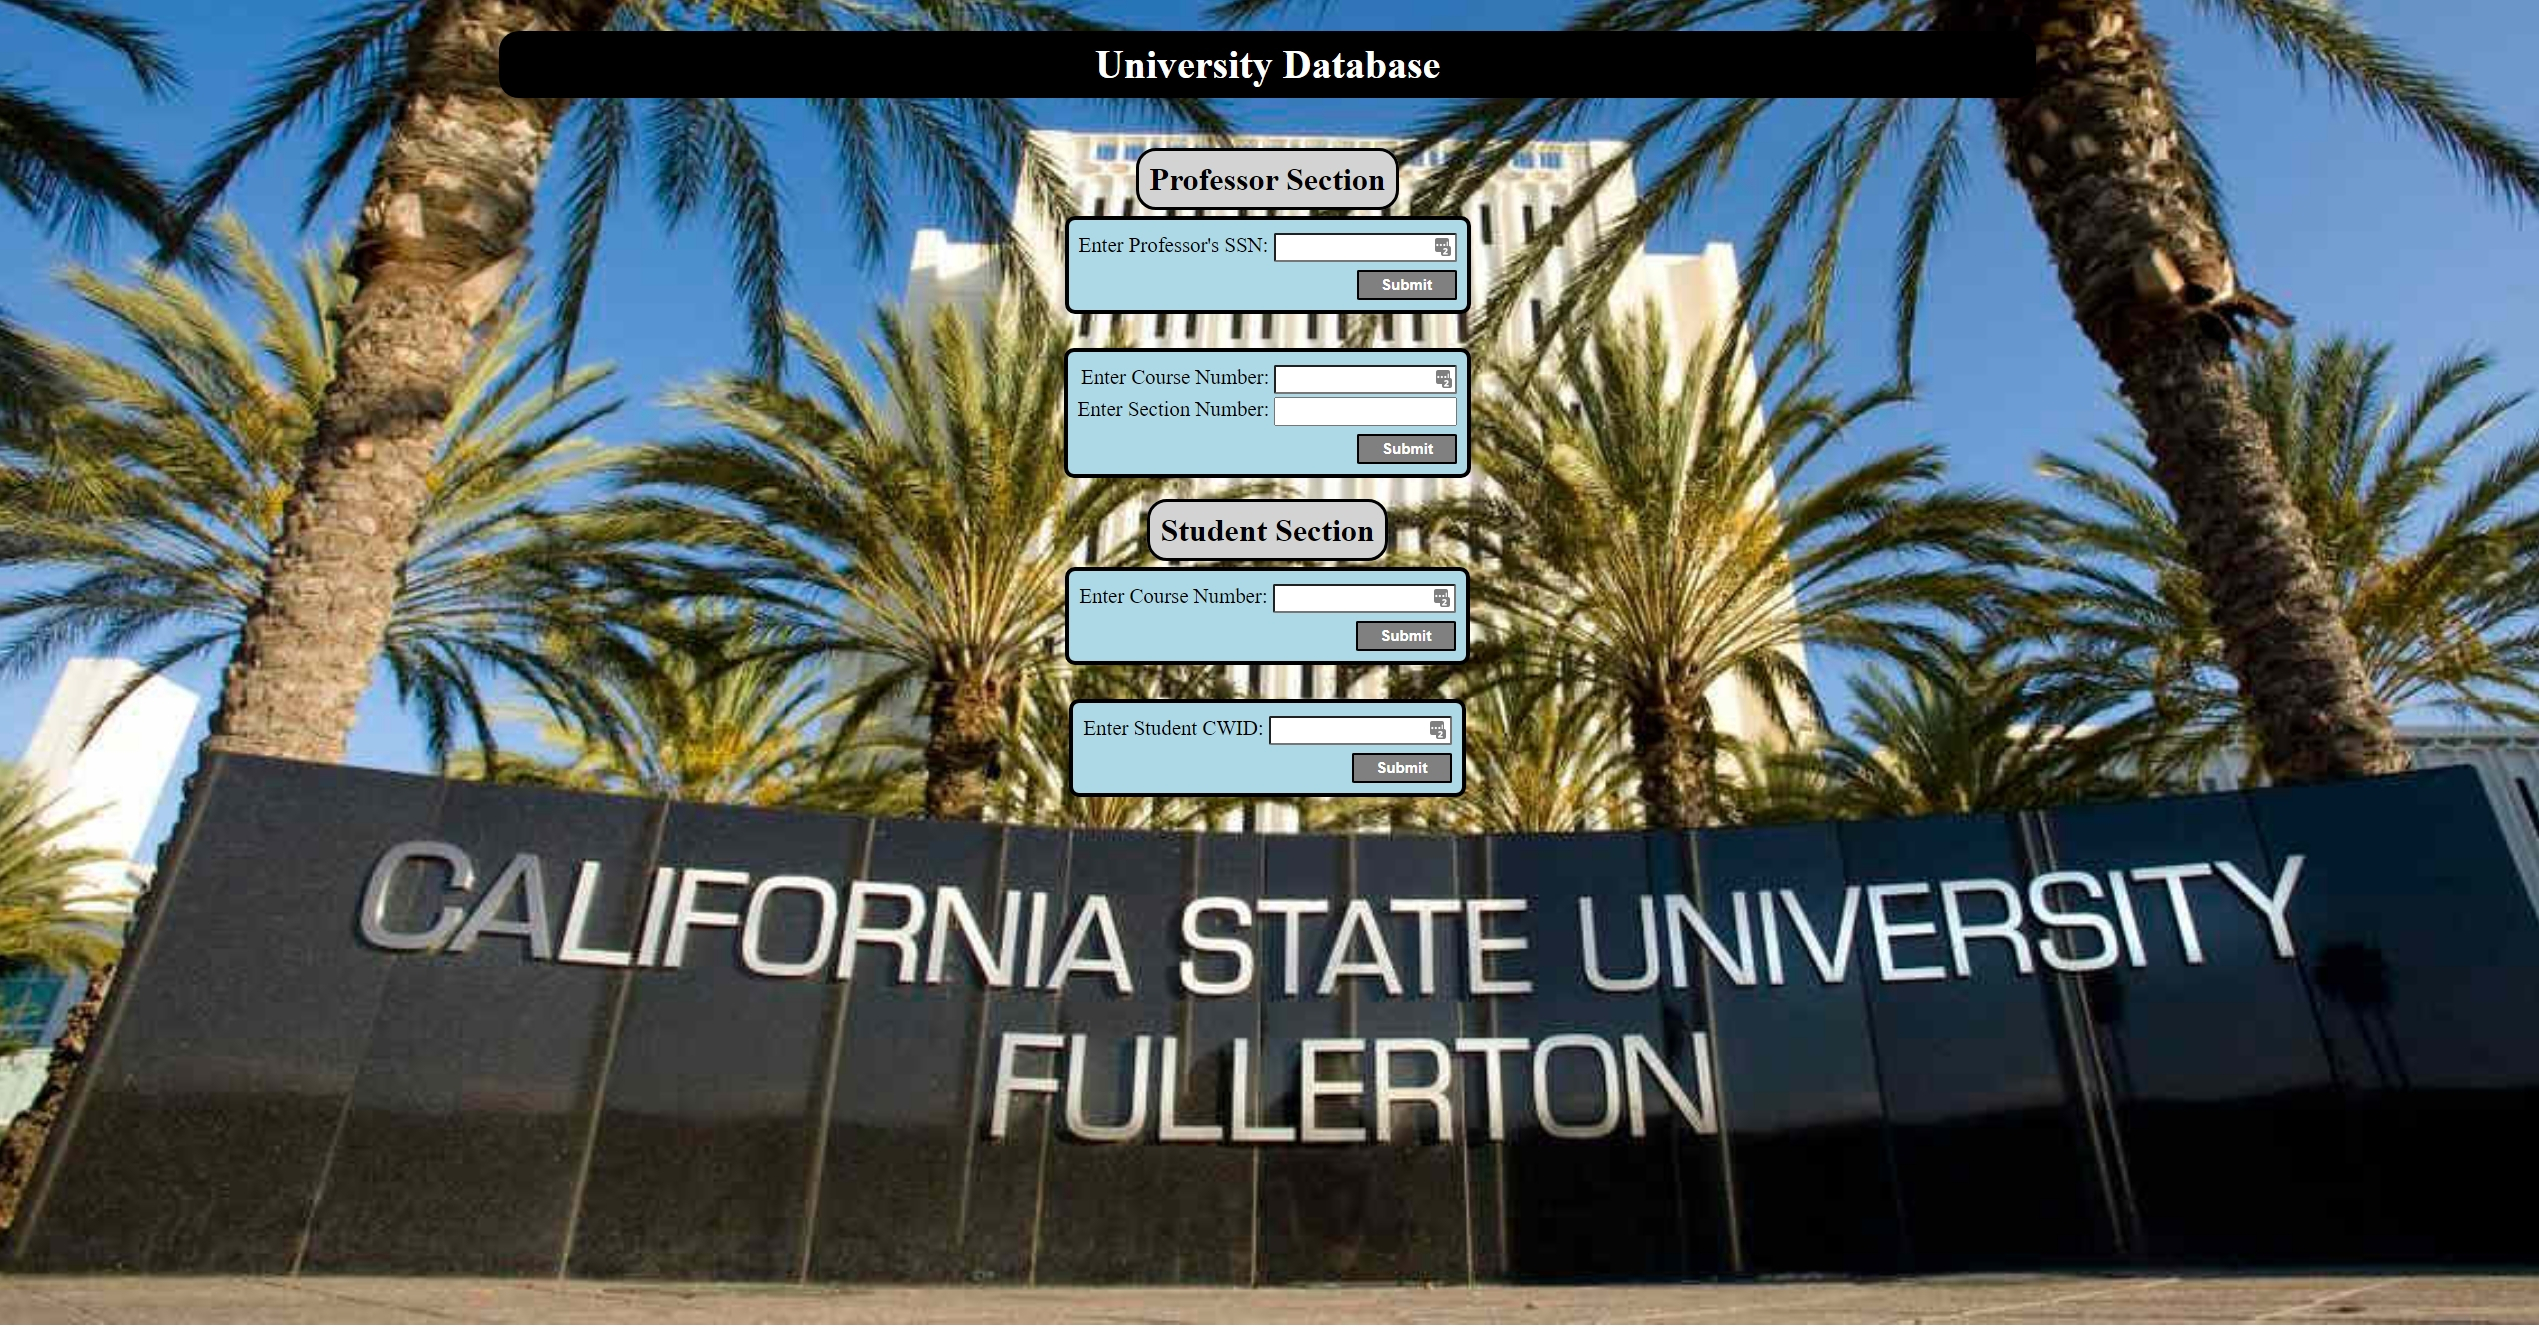 University Database
Professor Section
Enter Professor's SSN:
Submit
Enter Course Number:
Enter Section Number:
Submit
Student Section
Enter Course Number:
Submit
Enter Student CWID:
Submit
CALIFORNIA STATE UNIVERSITY
FULLERTON